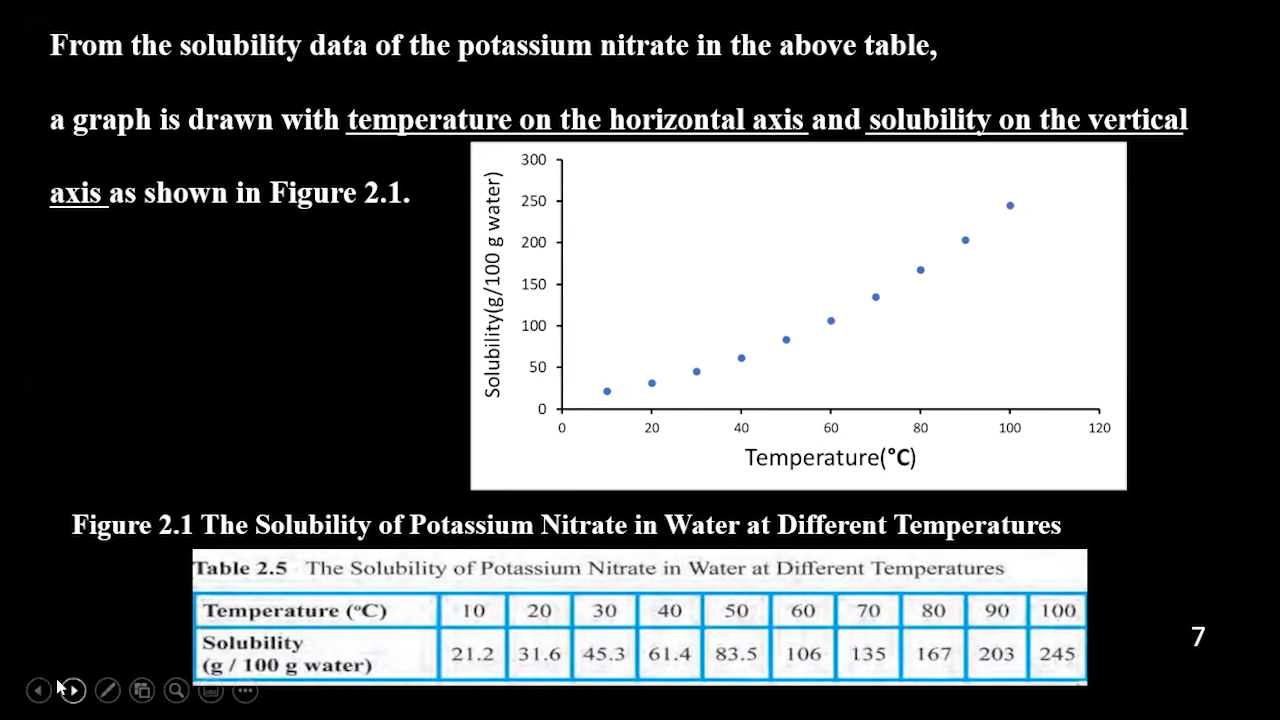 From the solubility data of the potassium nitrate in the above table,
a graph is drawn with temperature on the horizontal axis and solubility on the vertical
axis as shown in Figure 2.1.
300
250
200
150
100
50
0
Solubility(g/100 g water)
0 20 40 60 80 100 120
Temperature(°C)
Figure 2.1 The Solubility of Potassium Nitrate in Water at Different Temperatures
Table 2.5 The Solubility of Potassium Nitrate in Water at Different Temperatures
Temperature (°C) 10 20 30 40 50 60 70 80 90 100
Solubility
(g / 100 g water) 21.2 31.6 45.3 61.4 83.5 106 135 167 203 245
7